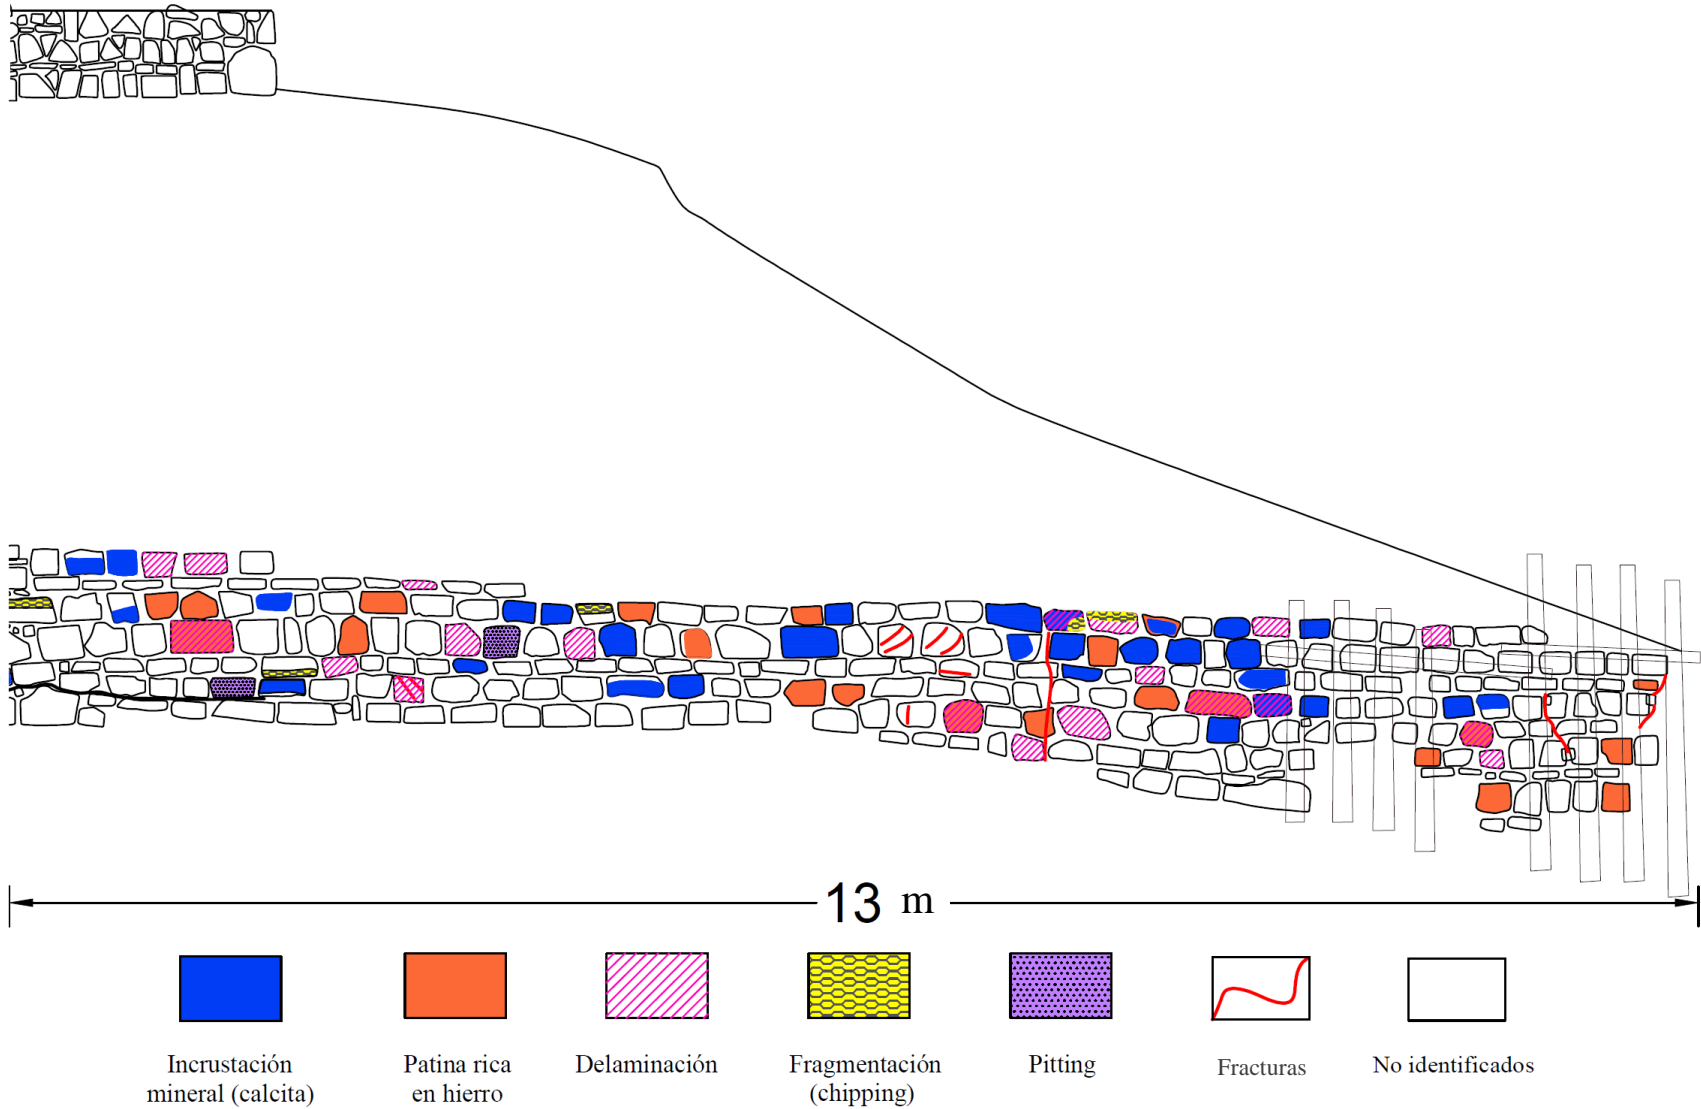 13 m
Incrustación
mineral (calcita)
Patina rica
en hierro
Delaminación
Fragmentación
(chipping)
Pitting
Fracturas
No identificados